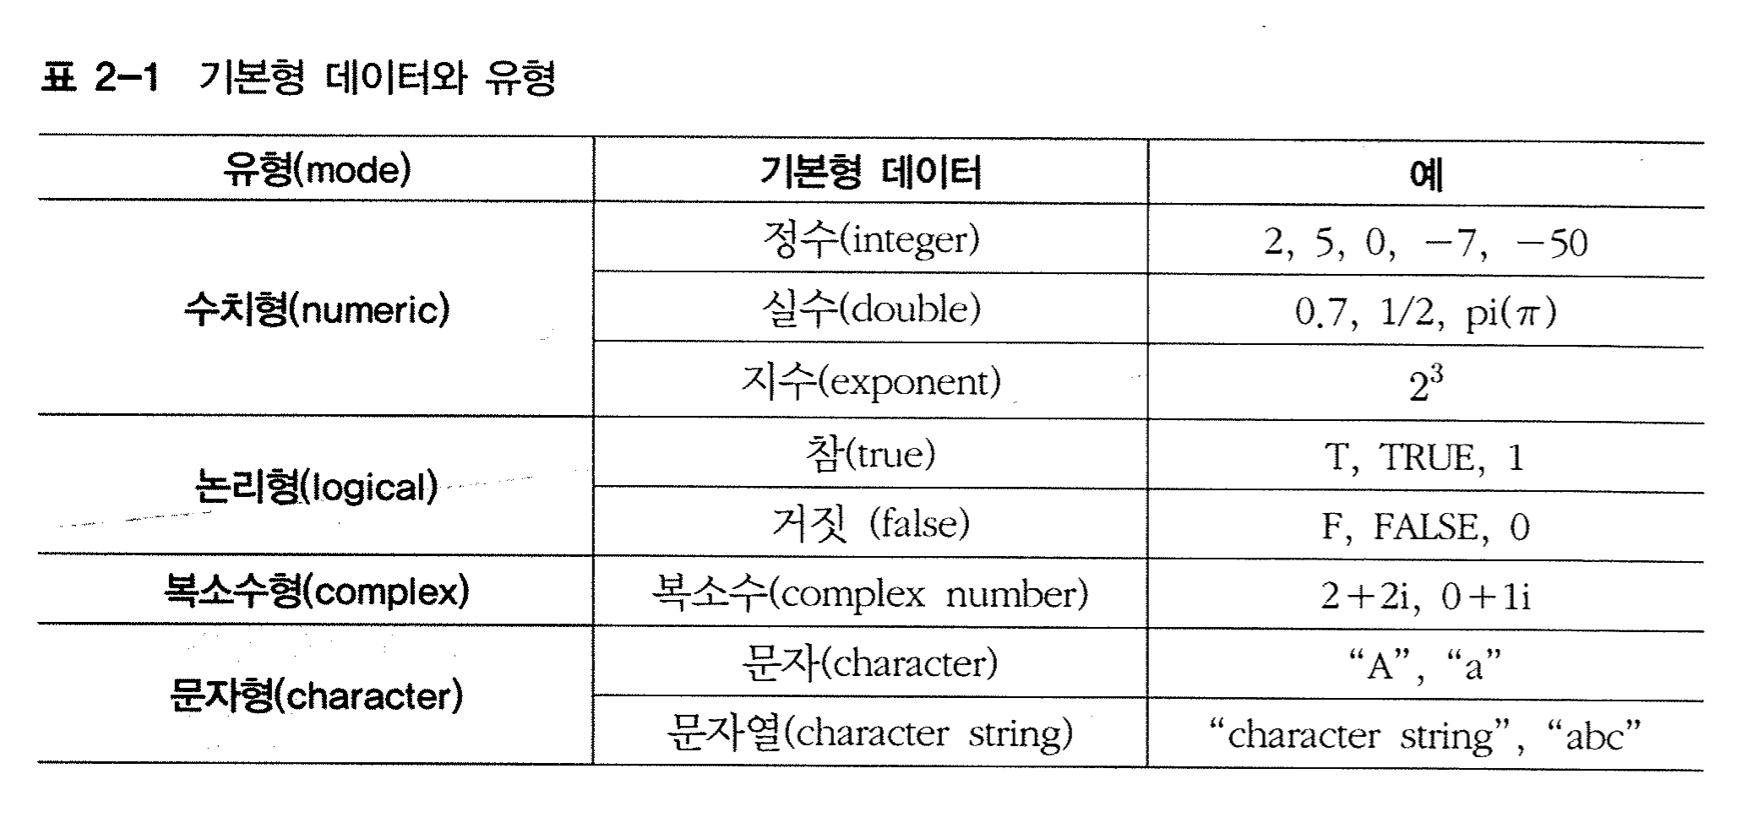 표 2-1 기본형 데이터와 유형
유형(mode) 기본형 데이터 예
수치형(numeric) 정수(integer) 2, 5, 0, −7, −50
실수(double) 0.7, 1/2, pi(π)
지수(exponent) 2³
논리형(logical) 참(true) T, TRUE, 1
거짓 (false) F, FALSE, 0
복소수형(complex) 복소수(complex number) 2+2i, 0+1i
문자형(character) 문자(character) “A”, “a”
문자열(character string) “character string”, “abc”